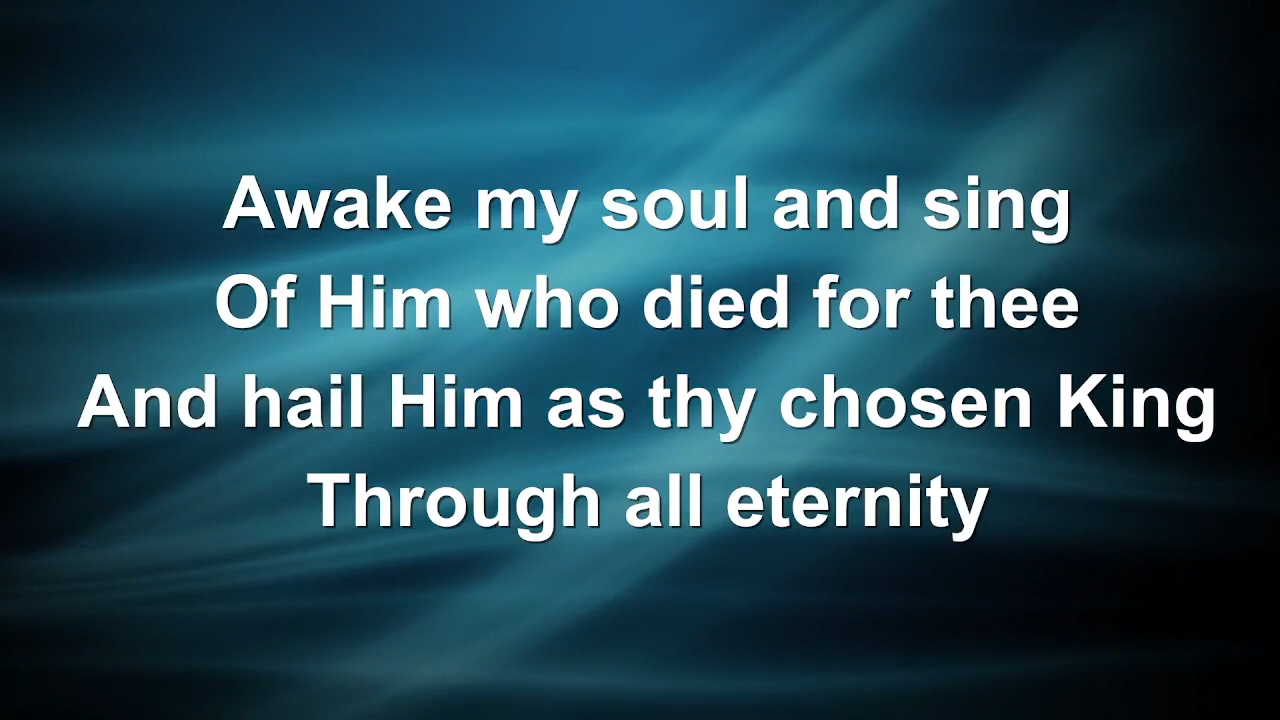 Awake my soul and sing
Of Him who died for thee
And hail Him as thy chosen King
Through all eternity